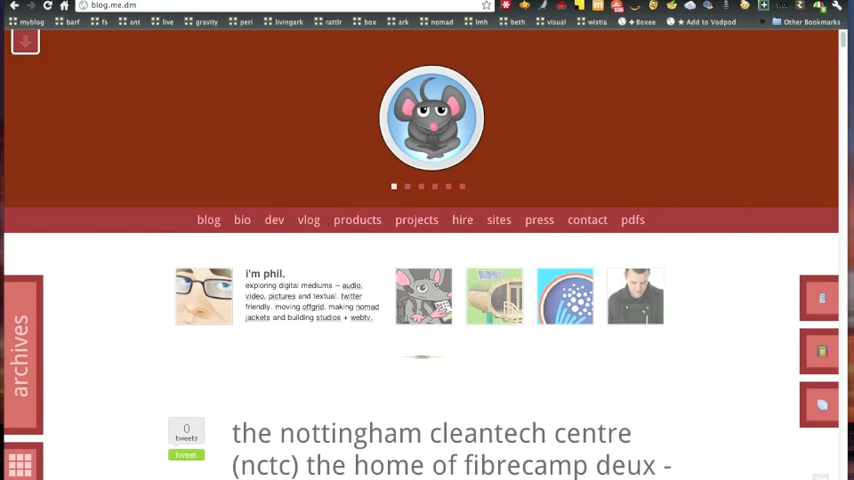 blog.me.dm
myblog barf fs ant its gravity peri livingark rattlr box ark nomad lmh beth visual wistia Boxee Add to Vodpod » Other Bookmarks
blog bio dev vlog products projects hire sites press contact pdfs
i'm phil.
exploring digital mediums -- audio,
video, pictures and textual. twitter
friendly. moving offgrid, making nomad
jackets and building studios + webtv.
archives
0
tweets
tweet
the nottingham cleantech centre
(nctc) the home of fibrecamp deux -